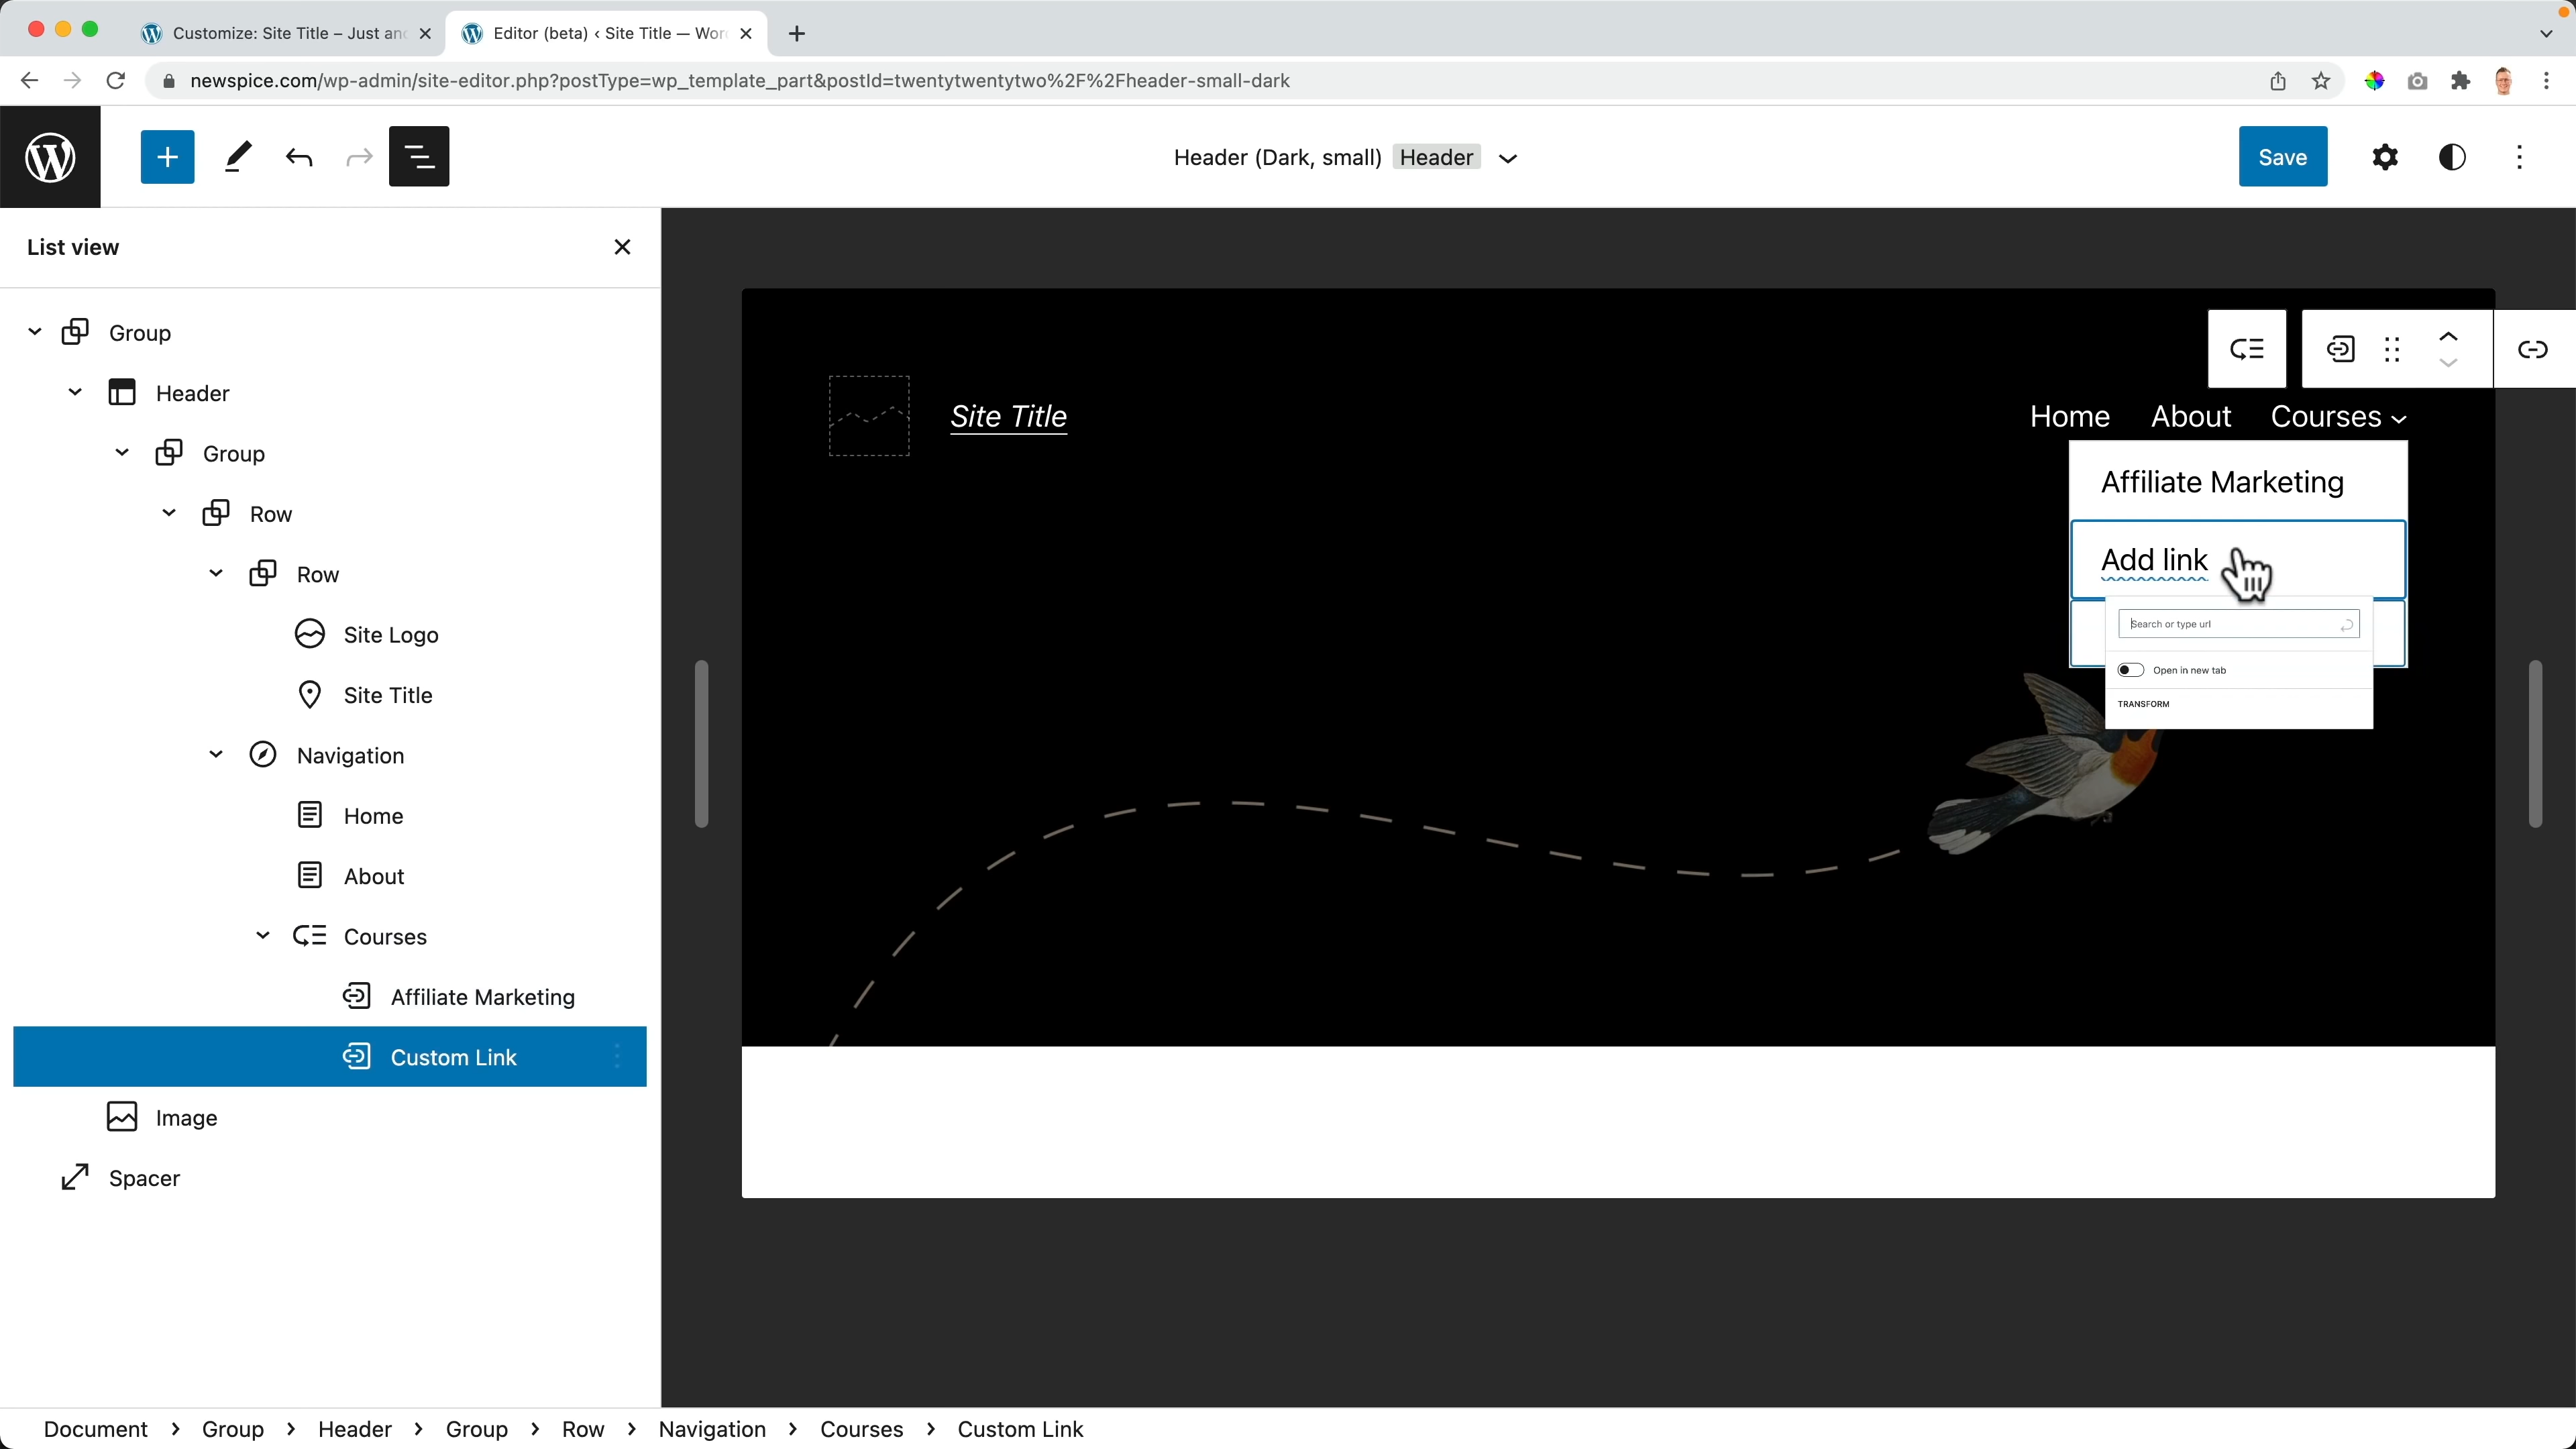 Customize: Site Title – Just an
Editor (beta) ‹ Site Title — Wor
newspice.com/wp-admin/site-editor.php?postType=wp_template_part&postId=twentytwentytwo%2F%2Fheader-small-dark
Header (Dark, small) Header
Save
List view
Group
Header
Group
Row
Row
Site Logo
Site Title
Navigation
Home
About
Courses
Affiliate Marketing
Custom Link
Image
Spacer
Site Title
Home About Courses
Affiliate Marketing
Add link
Search or type url
Open in new tab
TRANSFORM
Document › Group › Header › Group › Row › Navigation › Courses › Custom Link